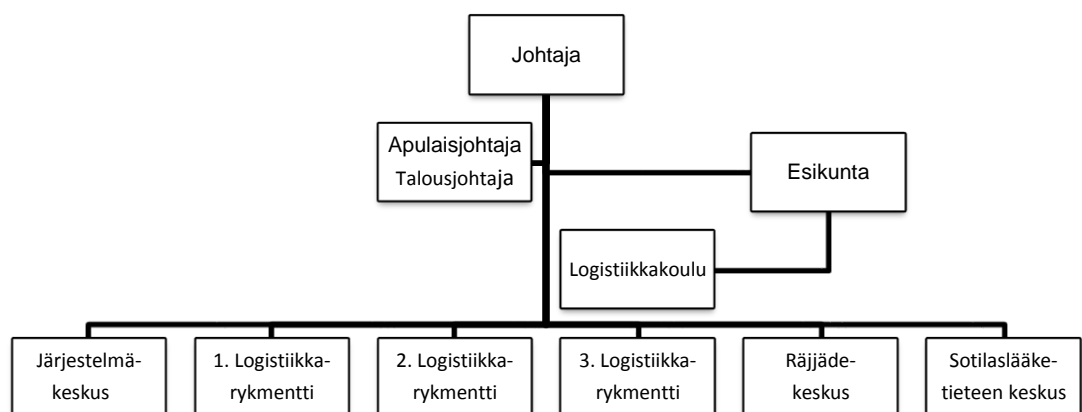 Johtaja
Apulaisjohtaja
Talousjohtaja
Esikunta
Logistiikkakoulu
Järjestelmä-
keskus
1. Logistiikka-
rykmentti
2. Logistiikka-
rykmentti
3. Logistiikka-
rykmentti
Räjjäde-
keskus
Sotilaslääke-
tieteen keskus